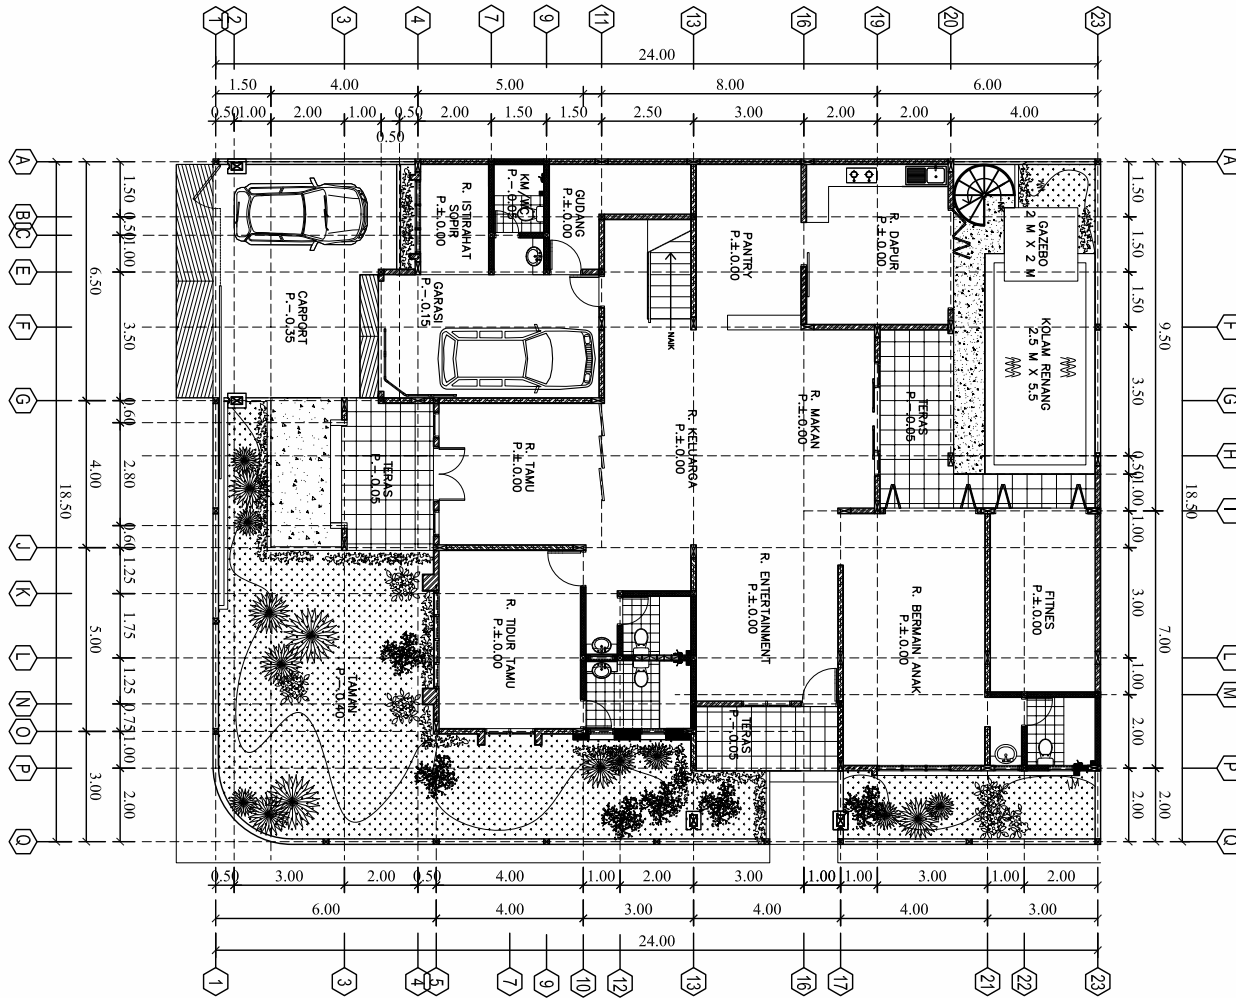 1
2
3
4
7
9
11
13
16
19
20
23
24.00
1.50
4.00
5.00
8.00
6.00
0.50
1.00
2.00
1.00
0.50
2.00
1.50
1.50
2.50
3.00
2.00
2.00
4.00
0.50
A
B
C
E
F
G
H
I
J
K
L
N
O
P
Q
18.50
6.50
4.00
5.00
3.00
1.50
0.50
1.00
3.50
0.60
2.80
0.60
1.25
1.75
1.25
0.75
1.00
2.00
CARPORT
P.-.0.35
GARASI
P.-.0.15
R. ISTIRAHAT
SOPIR
P.±.0.00
KM/WC
P.-.0.05
GUDANG
P.±.0.00
NAIK
PANTRY
P.±.0.00
R. DAPUR
P.±.0.00
GAZEBO
2 M X 2 M
KOLAM RENANG
2.5 M X 5.5
TERAS
P.-.0.05
R. MAKAN
P.±.0.00
R. KELUARGA
P.±.0.00
R. TAMU
P.±.0.00
TERAS
P.-.0.05
TAMAN
P.-.0.40
R. TIDUR TAMU
P.±.0.00
R. ENTERTAINMENT
P.±.0.00
R. BERMAIN ANAK
P.±.0.00
FITNES
P.±.0.00
TERAS
P.-.0.05
1.50
1.50
1.50
3.50
0.50
1.00
1.00
3.00
1.00
2.00
2.00
9.50
7.00
2.00
18.50
A
B
C
E
F
G
H
I
J
L
M
P
Q
0.50
3.00
2.00
0.50
4.00
1.00
2.00
3.00
1.00
1.00
3.00
1.00
2.00
6.00
4.00
3.00
4.00
4.00
3.00
24.00
1
3
4
5
7
9
10
12
13
16
17
21
22
23